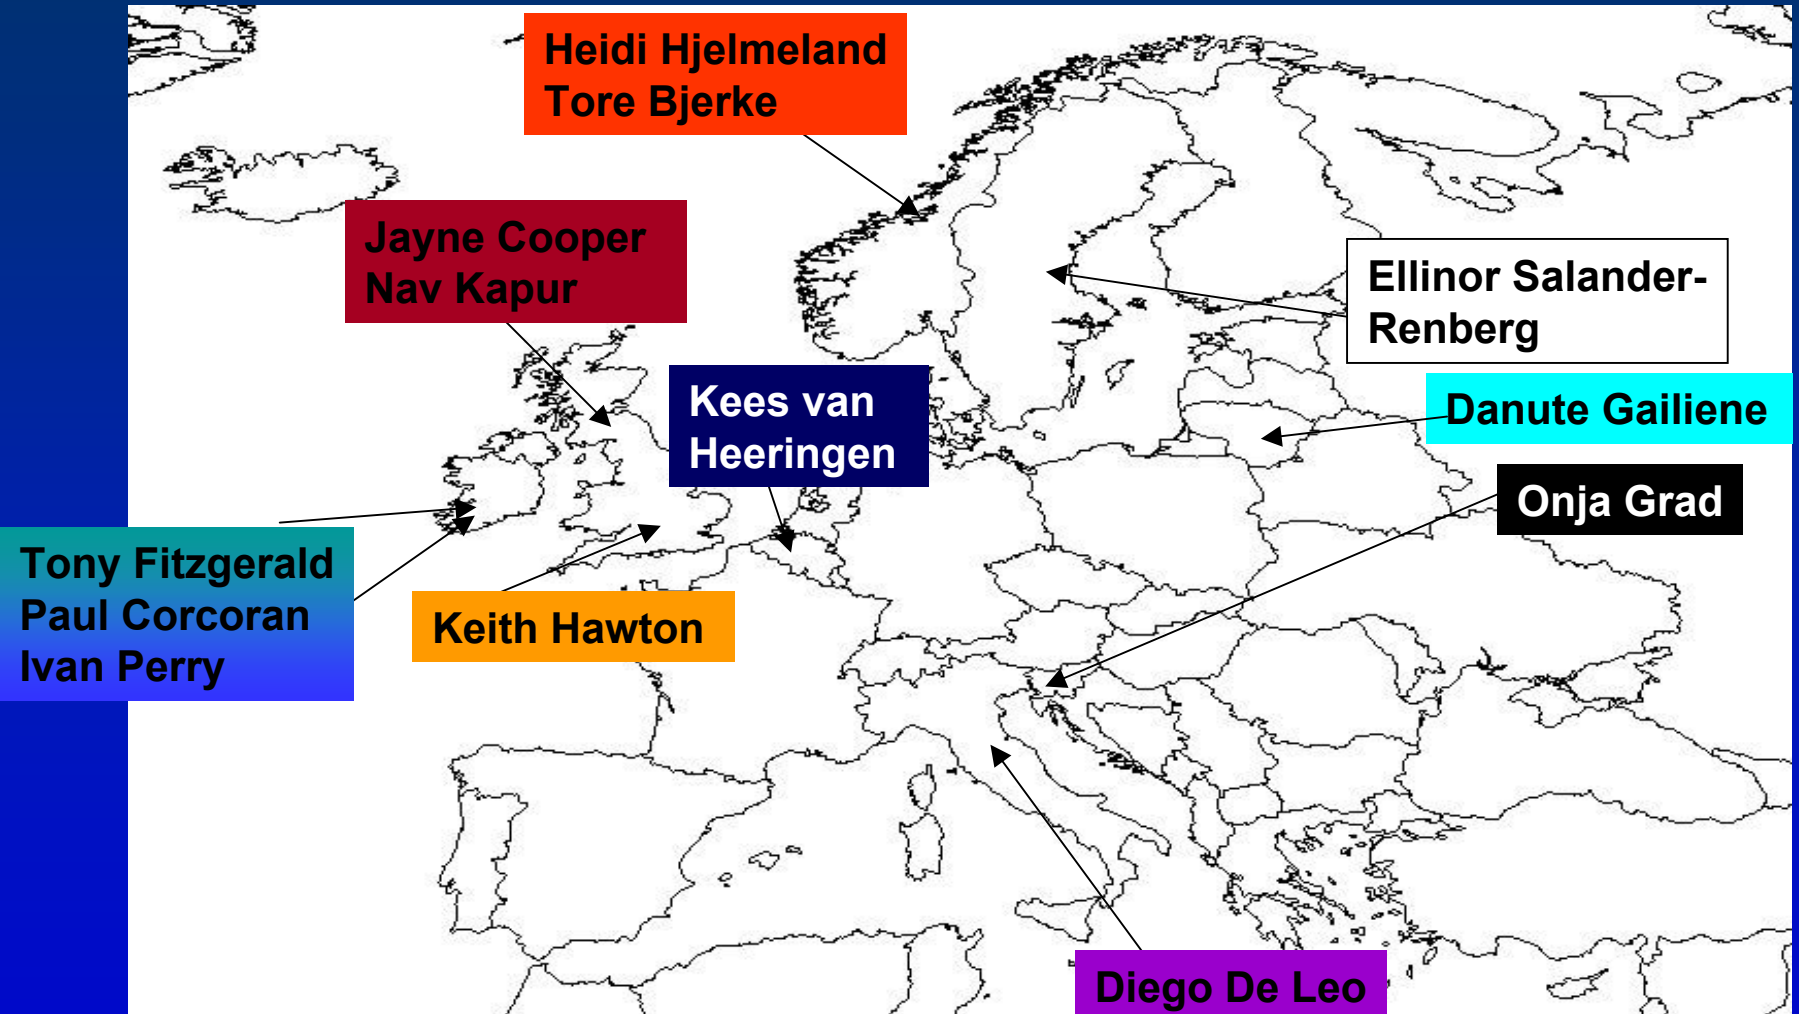 Heidi Hjelmeland
Tore Bjerke
Jayne Cooper
Nav Kapur
Ellinor Salander-
Renberg
Kees van
Heeringen
Danute Gailiene
Onja Grad
Tony Fitzgerald
Paul Corcoran
Ivan Perry
Keith Hawton
Diego De Leo